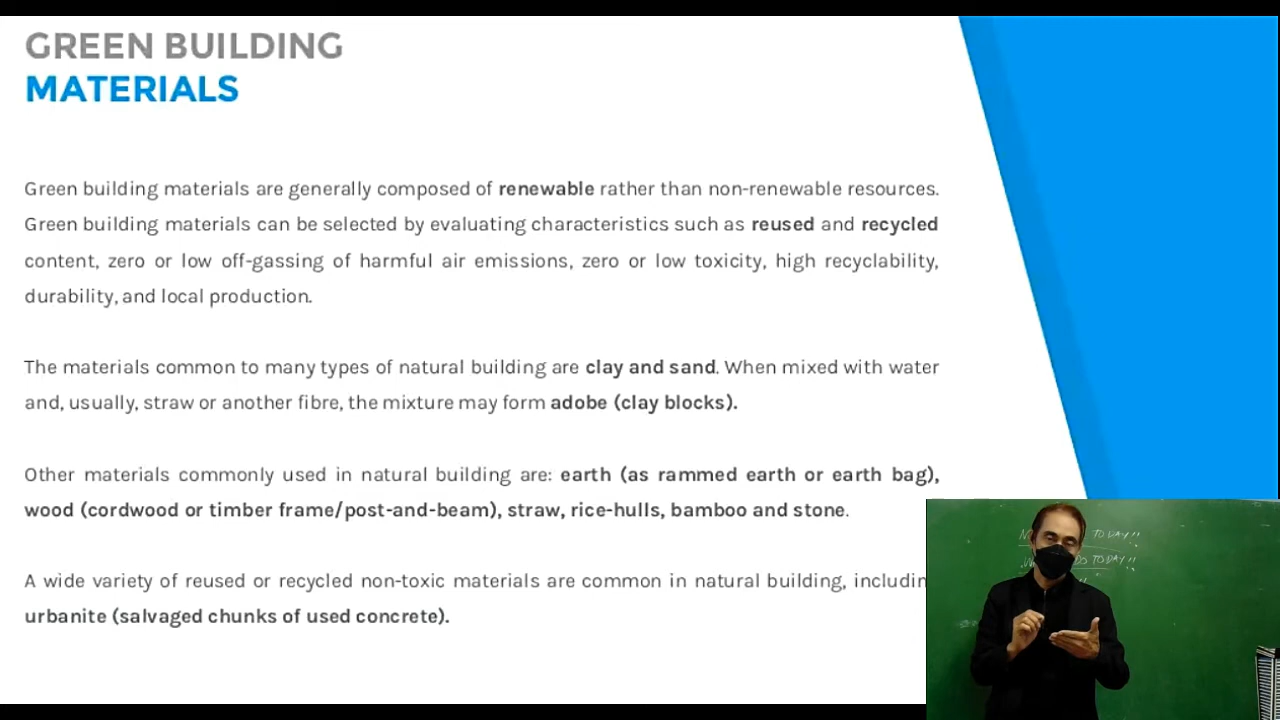 GREEN BUILDING
MATERIALS
Green building materials are generally composed of renewable rather than non-renewable resources.
Green building materials can be selected by evaluating characteristics such as reused and recycled
content, zero or low off-gassing of harmful air emissions, zero or low toxicity, high recyclability,
durability, and local production.
The materials common to many types of natural building are clay and sand. When mixed with water
and, usually, straw or another fibre, the mixture may form adobe (clay blocks).
Other materials commonly used in natural building are: earth (as rammed earth or earth bag),
wood (cordwood or timber frame/post-and-beam), straw, rice-hulls, bamboo and stone.
A wide variety of reused or recycled non-toxic materials are common in natural building, includin
urbanite (salvaged chunks of used concrete).
TODAY!!
DO TODAY!!